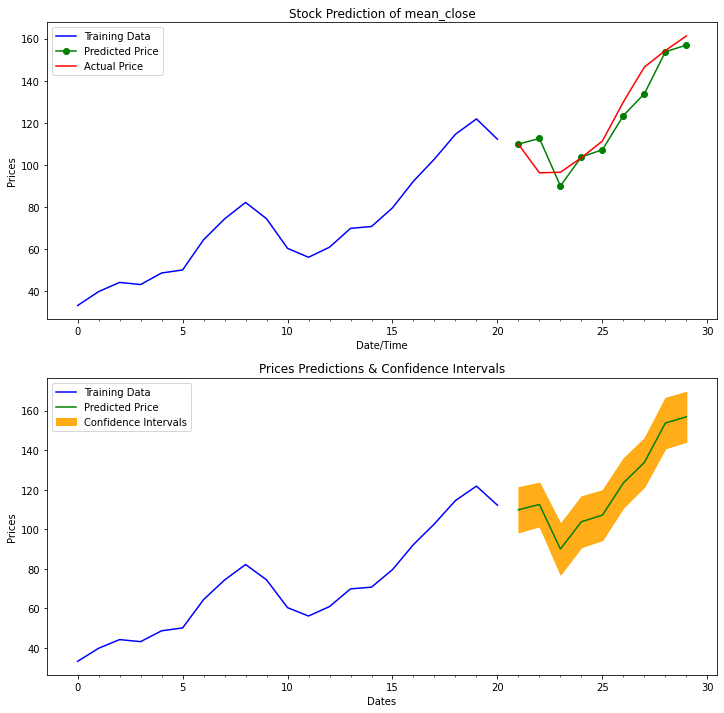 Stock Prediction of mean_close
Training Data
Predicted Price
Actual Price
160
140
120
100
80
60
40
Prices
0
5
10
15
20
25
30
Date/Time
Prices Predictions & Confidence Intervals
Training Data
Predicted Price
Confidence Intervals
160
140
120
100
80
60
40
Prices
0
5
10
15
20
25
30
Dates